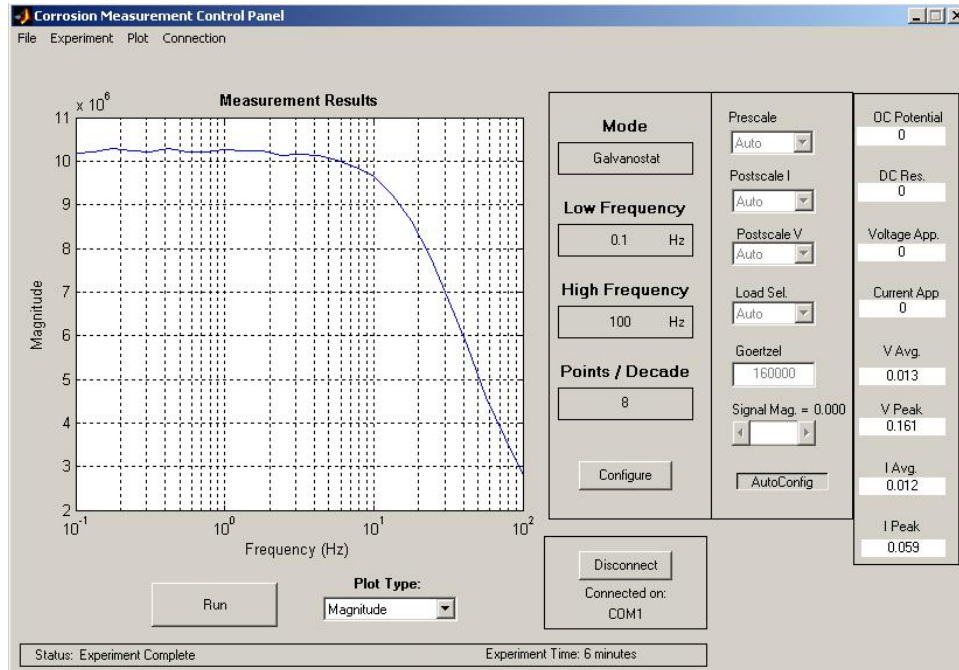 Corrosion Measurement Control Panel
File Experiment Plot Connection
Measurement Results
x 10^6
11
10
9
8
7
6
5
4
3
2
10^-1
10^0
10^1
10^2
Magnitude
Frequency (Hz)
Run
Plot Type:
Magnitude
Mode
Galvanostat
Low Frequency
0.1 Hz
High Frequency
100 Hz
Points / Decade
8
Configure
Prescale
Auto
Postscale I
Auto
Postscale V
Auto
Load Sel.
Auto
Goertzel
160000
Signal Mag. = 0.000
AutoConfig
OC Potential
0
DC Res.
0
Voltage App.
0
Current App
0
V Avg.
0.013
V Peak
0.161
I Avg.
0.012
I Peak
0.059
Disconnect
Connected on:
COM1
Status: Experiment Complete
Experiment Time: 6 minutes